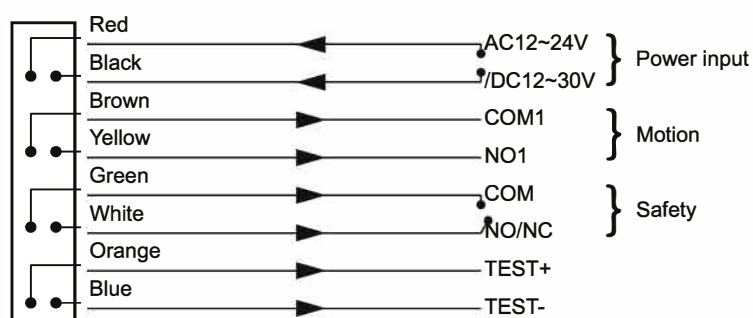 Red AC12~24V
Black /DC12~30V Power input
Brown COM1
Yellow NO1 Motion
Green COM
White NO/NC Safety
Orange TEST+
Blue TEST-